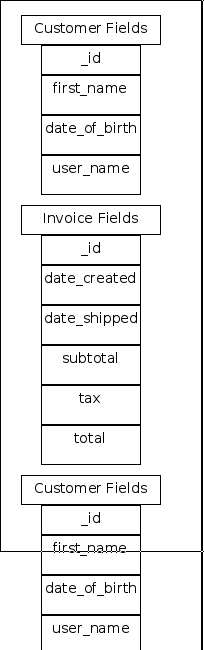 Customer Fields
_id
first_name
date_of_birth
user_name
Invoice Fields
_id
date_created
date_shipped
subtotal
tax
total
Customer Fields
_id
first_name
date_of_birth
user_name